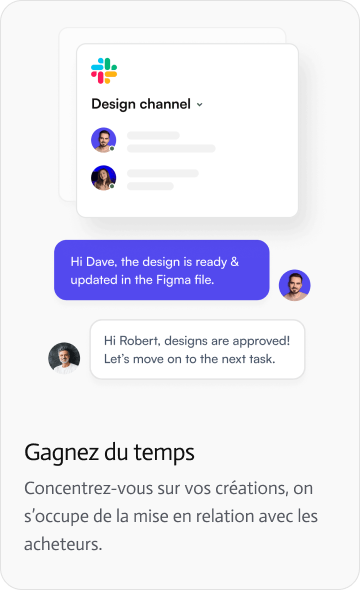 Design channel
Hi Dave, the design is ready &
updated in the Figma file.
Hi Robert, designs are approved!
Let's move on to the next task.
Gagnez du temps
Concentrez-vous sur vos créations, on
s'occupe de la mise en relation avec les
acheteurs.